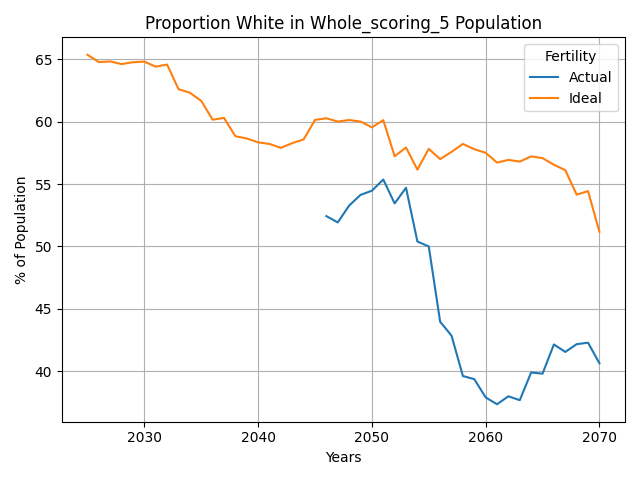 Proportion White in Whole_scoring_5 Population
Fertility
Actual
Ideal
% of Population
65
60
55
50
45
40
2030
2040
2050
2060
2070
Years